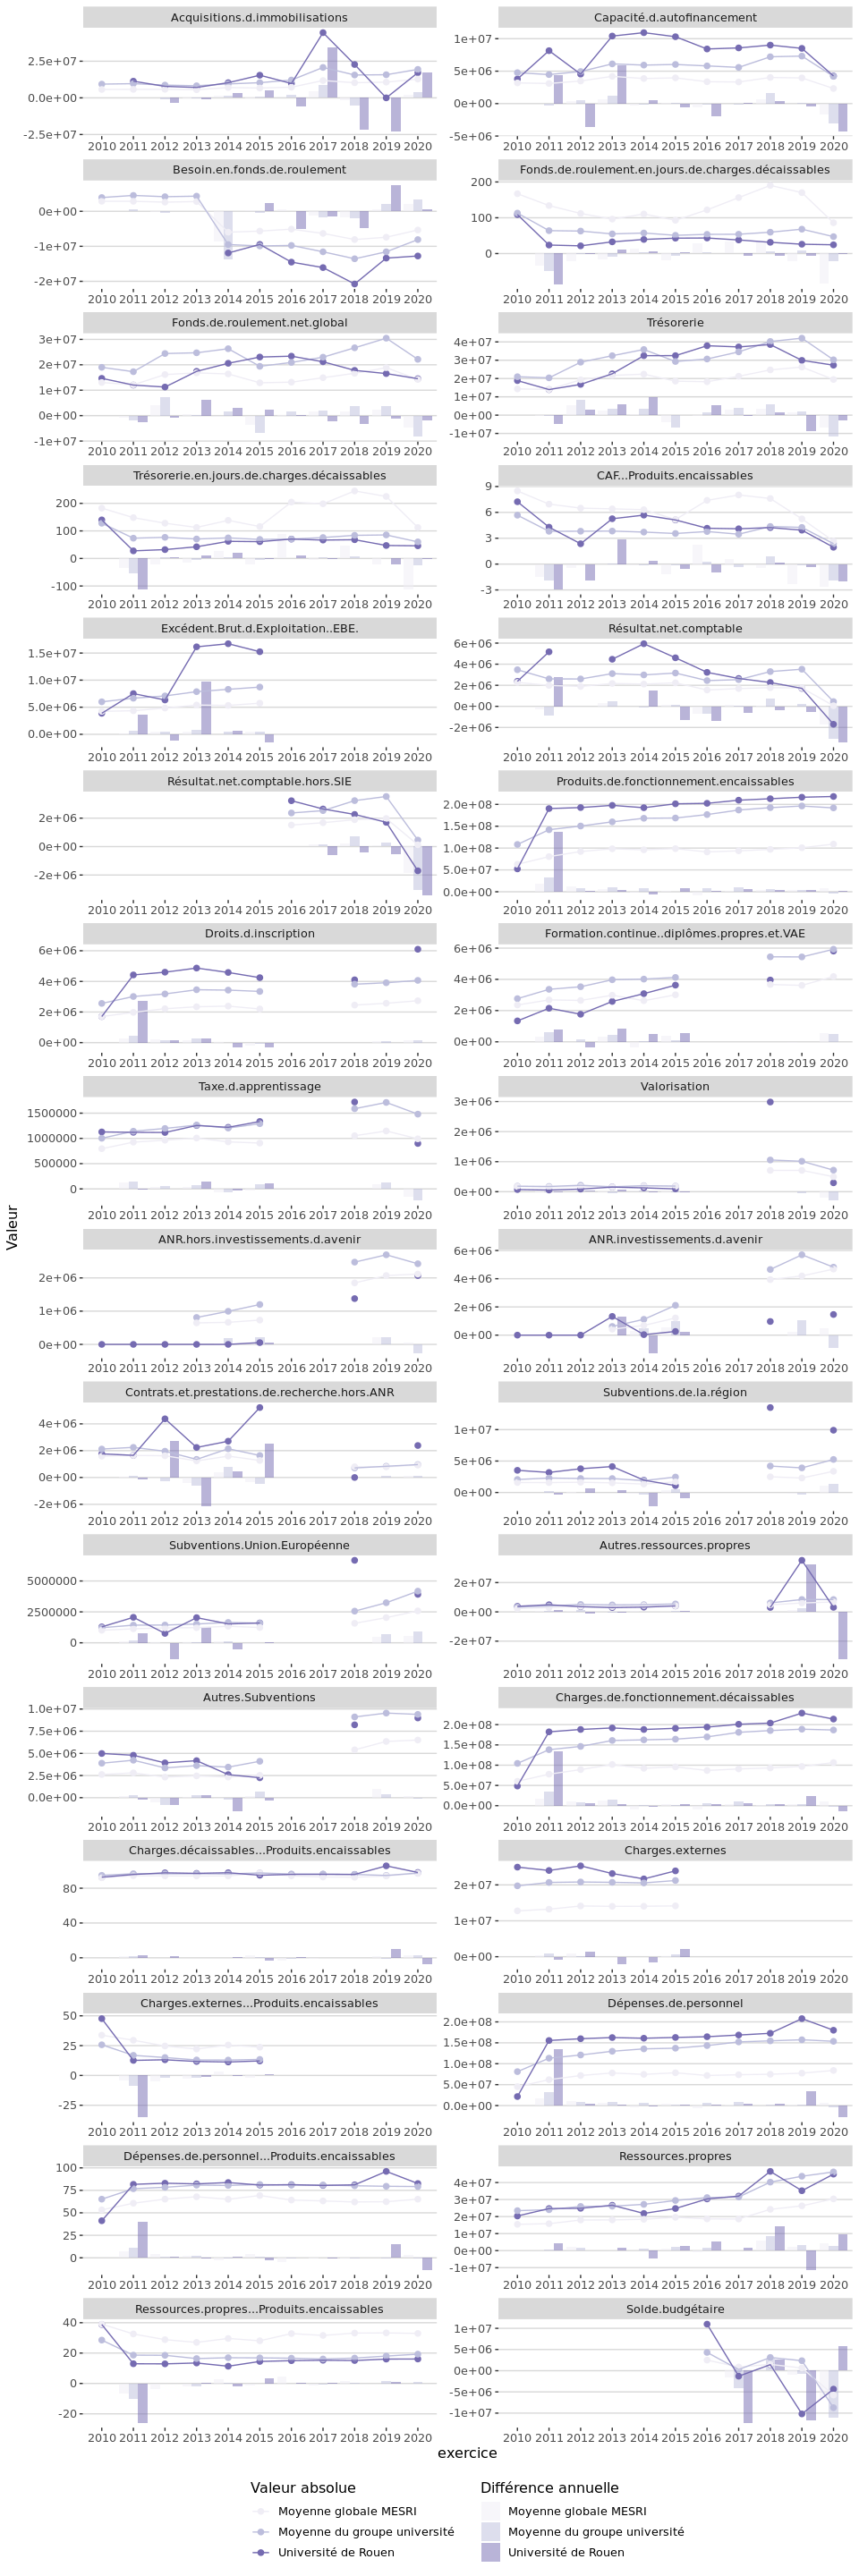 Acquisitions.d.immobilisations
2.5e+07
0.0e+00
-2.5e+07
2010 2011 2012 2013 2014 2015 2016 2017 2018 2019 2020
Capacité.d.autofinancement
1e+07
5e+06
0e+00
-5e+06
2010 2011 2012 2013 2014 2015 2016 2017 2018 2019 2020
Besoin.en.fonds.de.roulement
0e+00
-1e+07
-2e+07
2010 2011 2012 2013 2014 2015 2016 2017 2018 2019 2020
Fonds.de.roulement.en.jours.de.charges.décaissables
200
100
0
2010 2011 2012 2013 2014 2015 2016 2017 2018 2019 2020
Fonds.de.roulement.net.global
3e+07
2e+07
1e+07
0e+00
-1e+07
2010 2011 2012 2013 2014 2015 2016 2017 2018 2019 2020
Trésorerie
4e+07
3e+07
2e+07
1e+07
0e+00
-1e+07
2010 2011 2012 2013 2014 2015 2016 2017 2018 2019 2020
Trésorerie.en.jours.de.charges.décaissables
200
100
0
-100
2010 2011 2012 2013 2014 2015 2016 2017 2018 2019 2020
CAF...Produits.encaissables
9
6
3
0
-3
2010 2011 2012 2013 2014 2015 2016 2017 2018 2019 2020
Excédent.Brut.d.Exploitation..EBE.
1.5e+07
1.0e+07
5.0e+06
0.0e+00
2010 2011 2012 2013 2014 2015 2016 2017 2018 2019 2020
Résultat.net.comptable
6e+06
4e+06
2e+06
0e+00
-2e+06
2010 2011 2012 2013 2014 2015 2016 2017 2018 2019 2020
Résultat.net.comptable.hors.SIE
2e+06
0e+00
-2e+06
2010 2011 2012 2013 2014 2015 2016 2017 2018 2019 2020
Produits.de.fonctionnement.encaissables
2.0e+08
1.5e+08
1.0e+08
5.0e+07
0.0e+00
2010 2011 2012 2013 2014 2015 2016 2017 2018 2019 2020
Droits.d.inscription
6e+06
4e+06
2e+06
0e+00
2010 2011 2012 2013 2014 2015 2016 2017 2018 2019 2020
Formation.continue..diplômes.propres.et.VAE
6e+06
4e+06
2e+06
0e+00
2010 2011 2012 2013 2014 2015 2016 2017 2018 2019 2020
Taxe.d.apprentissage
1500000
1000000
500000
0
2010 2011 2012 2013 2014 2015 2016 2017 2018 2019 2020
Valorisation
3e+06
2e+06
1e+06
0e+00
2010 2011 2012 2013 2014 2015 2016 2017 2018 2019 2020
Valeur
ANR.hors.investissements.d.avenir
2e+06
1e+06
0e+00
2010 2011 2012 2013 2014 2015 2016 2017 2018 2019 2020
ANR.investissements.d.avenir
6e+06
4e+06
2e+06
0e+00
2010 2011 2012 2013 2014 2015 2016 2017 2018 2019 2020
Contrats.et.prestations.de.recherche.hors.ANR
4e+06
2e+06
0e+00
-2e+06
2010 2011 2012 2013 2014 2015 2016 2017 2018 2019 2020
Subventions.de.la.région
1e+07
5e+06
0e+00
2010 2011 2012 2013 2014 2015 2016 2017 2018 2019 2020
Subventions.Union.Européenne
5000000
2500000
0
2010 2011 2012 2013 2014 2015 2016 2017 2018 2019 2020
Autres.ressources.propres
2e+07
0e+00
-2e+07
2010 2011 2012 2013 2014 2015 2016 2017 2018 2019 2020
Autres.Subventions
1.0e+07
7.5e+06
5.0e+06
2.5e+06
0.0e+00
2010 2011 2012 2013 2014 2015 2016 2017 2018 2019 2020
Charges.de.fonctionnement.décaissables
2.0e+08
1.5e+08
1.0e+08
5.0e+07
0.0e+00
2010 2011 2012 2013 2014 2015 2016 2017 2018 2019 2020
Charges.décaissables...Produits.encaissables
80
40
0
2010 2011 2012 2013 2014 2015 2016 2017 2018 2019 2020
Charges.externes
2e+07
1e+07
0e+00
2010 2011 2012 2013 2014 2015 2016 2017 2018 2019 2020
Charges.externes...Produits.encaissables
50
25
0
-25
2010 2011 2012 2013 2014 2015 2016 2017 2018 2019 2020
Dépenses.de.personnel
2.0e+08
1.5e+08
1.0e+08
5.0e+07
0.0e+00
2010 2011 2012 2013 2014 2015 2016 2017 2018 2019 2020
Dépenses.de.personnel...Produits.encaissables
100
75
50
25
0
2010 2011 2012 2013 2014 2015 2016 2017 2018 2019 2020
Ressources.propres
4e+07
3e+07
2e+07
1e+07
0e+00
-1e+07
2010 2011 2012 2013 2014 2015 2016 2017 2018 2019 2020
Ressources.propres...Produits.encaissables
40
20
0
-20
2010 2011 2012 2013 2014 2015 2016 2017 2018 2019 2020
Solde.budgétaire
1e+07
5e+06
0e+00
-5e+06
-1e+07
2010 2011 2012 2013 2014 2015 2016 2017 2018 2019 2020
exercice
Valeur absolue
Moyenne globale MESRI
Moyenne du groupe université
Université de Rouen
Différence annuelle
Moyenne globale MESRI
Moyenne du groupe université
Université de Rouen